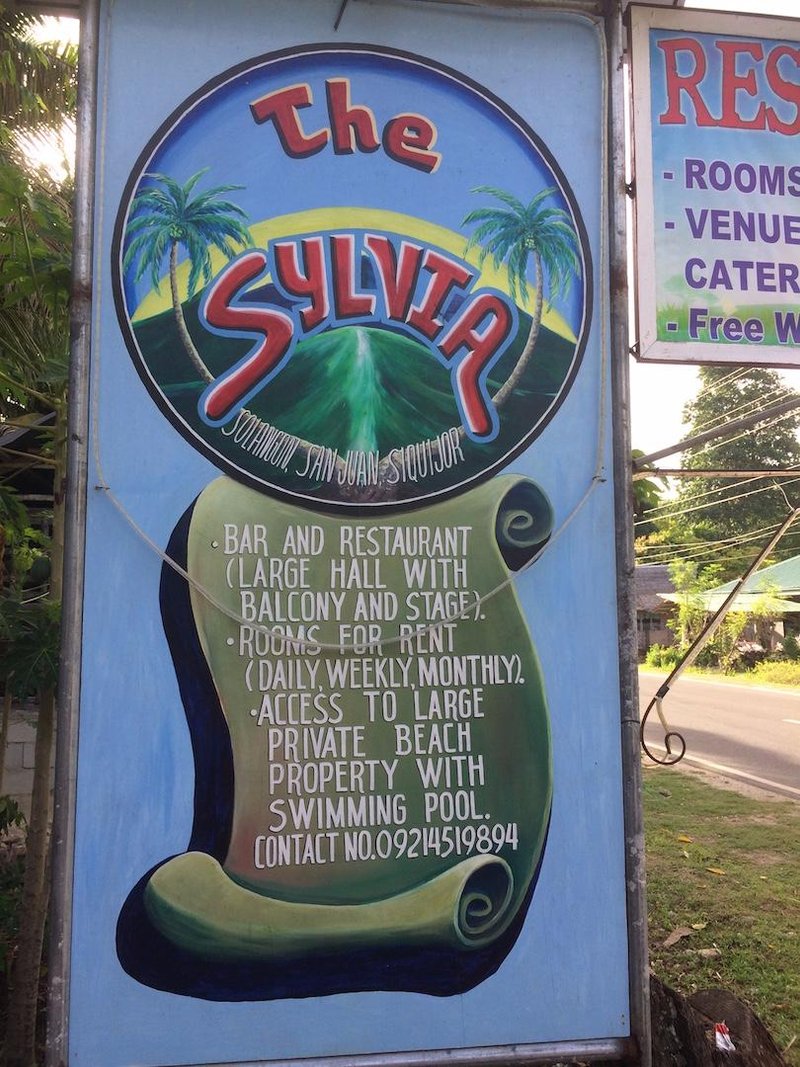 The
SYLVIA
SOLANGON, SAN JUAN, SIQUIJOR
• BAR AND RESTAURANT
(LARGE HALL WITH
BALCONY AND STAGE).
• ROOMS FOR RENT
(DAILY, WEEKLY, MONTHLY).
• ACCESS TO LARGE
PRIVATE BEACH
PROPERTY WITH
SWIMMING POOL.
CONTACT NO. 09214519894
RES
- ROOMS
- VENUE
CATER
- Free W